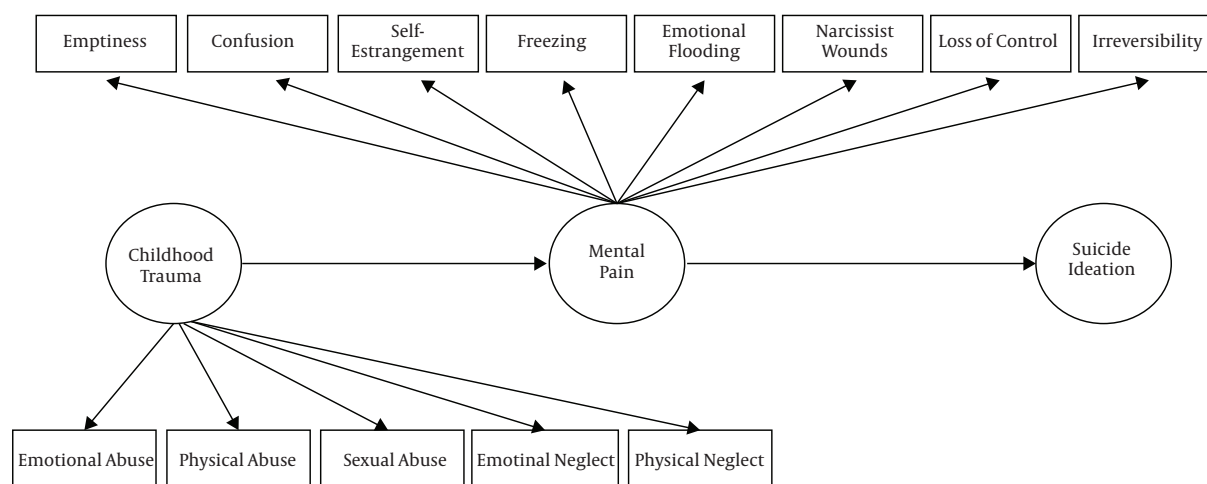 Emptiness
Confusion
Self-
Estrangement
Freezing
Emotional
Flooding
Narcissist
Wounds
Loss of Control
Irreversibility
Childhood
Trauma
Mental
Pain
Suicide
Ideation
Emotional Abuse
Physical Abuse
Sexual Abuse
Emotinal Neglect
Physical Neglect